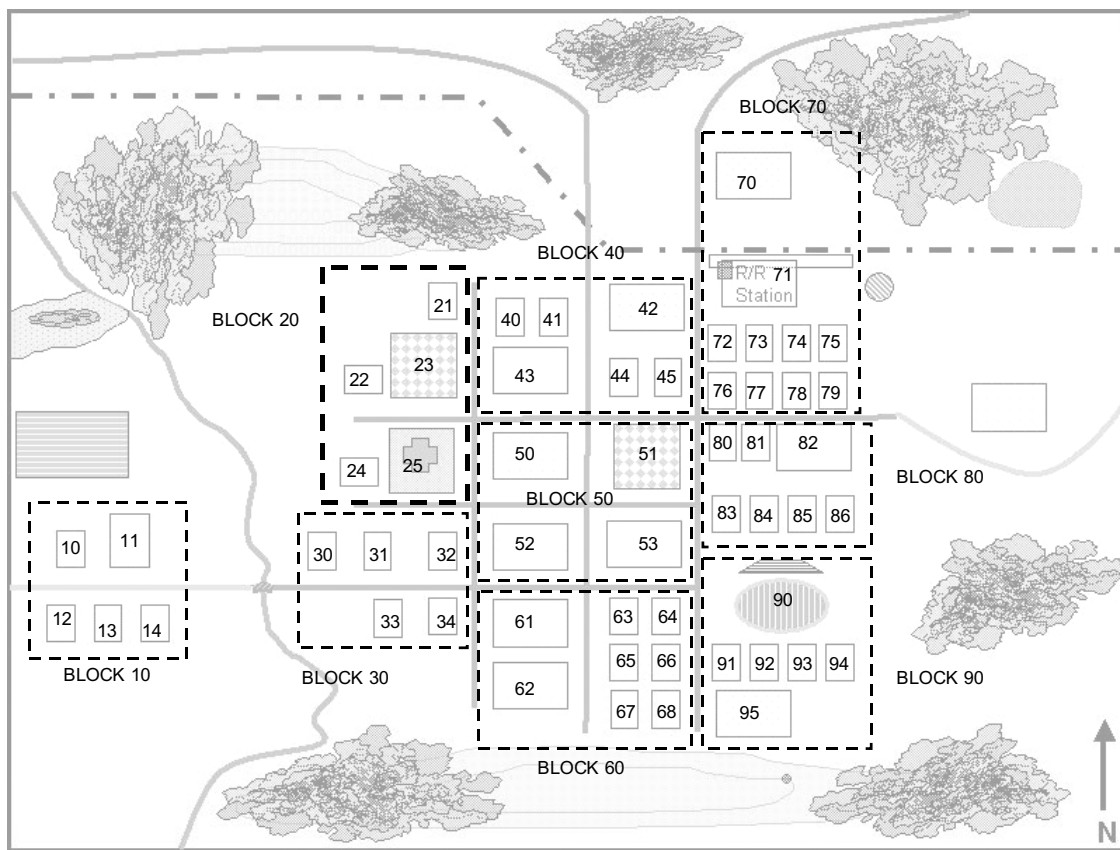 BLOCK 70
70
BLOCK 40
71
R/R
Station
21
BLOCK 20
40 41 42
72 73 74 75
23
22
43
44 45
76 77 78 79
80 81 82
50
51
24
25
BLOCK 80
BLOCK 50
83 84 85 86
10
11
30 31 32
52
53
90
12 13 14
33 34
61
63 64
65 66
91 92 93 94
BLOCK 10
BLOCK 30
BLOCK 90
62
67 68
95
BLOCK 60
N